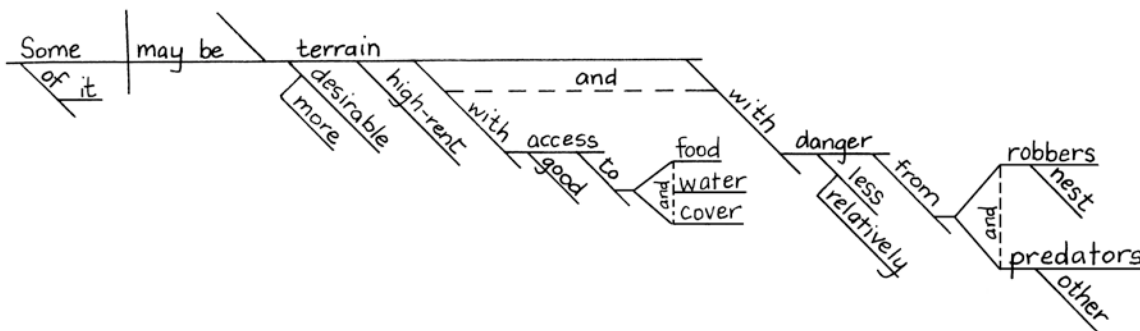 Some may be terrain
of it
more desirable
high-rent
and
with access
good
to
food
and water
cover
with danger
relatively less
from
robbers
nest
and
predators
other